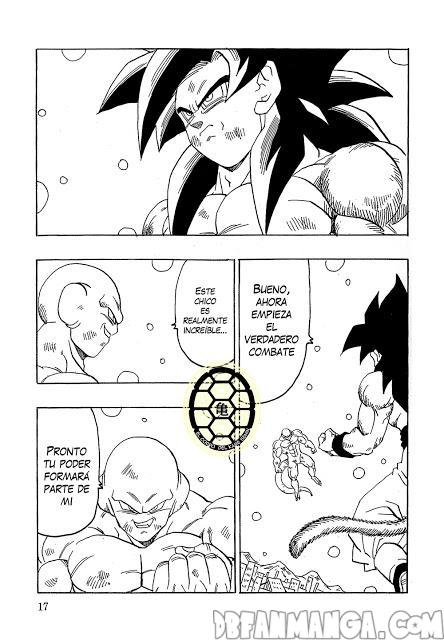 BUENO,
AHORA
EMPIEZA
EL
VERDADERO
COMBATE
ESTE
CHICO
ES
REALMENTE
INCREÍBLE...
亀
PRONTO
TU PODER
FORMARÁ
PARTE DE
MI
17
DBFANMANGA.COM